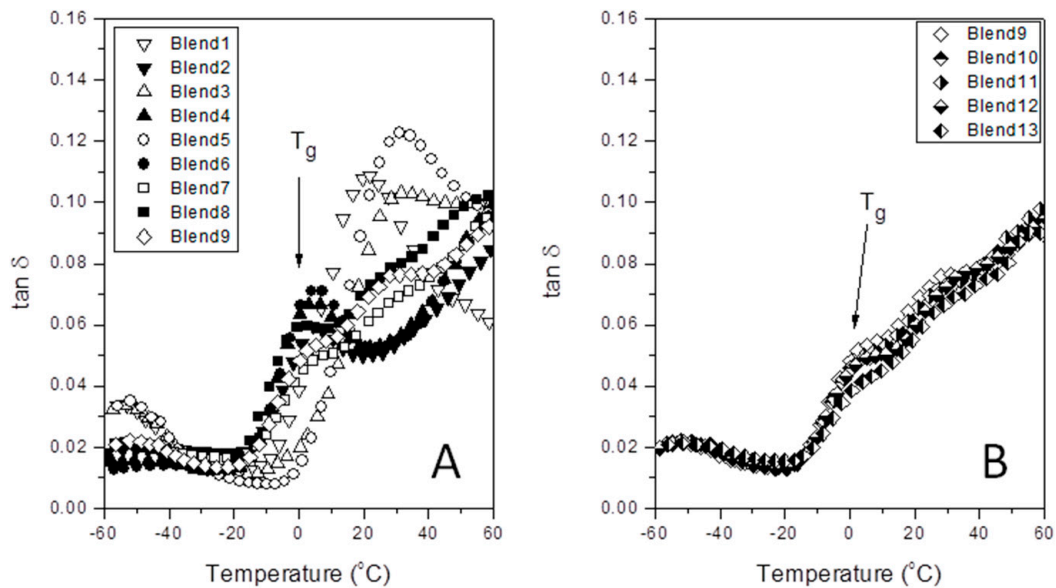 0.16
0.14
0.12
0.10
0.08
0.06
0.04
0.02
0.00
tan δ
Blend1
Blend2
Blend3
Blend4
Blend5
Blend6
Blend7
Blend8
Blend9
Tg
A
-60 -40 -20 0 20 40 60
Temperature (°C)
0.16
0.14
0.12
0.10
0.08
0.06
0.04
0.02
0.00
tan δ
Blend9
Blend10
Blend11
Blend12
Blend13
Tg
B
-60 -40 -20 0 20 40 60
Temperature (°C)